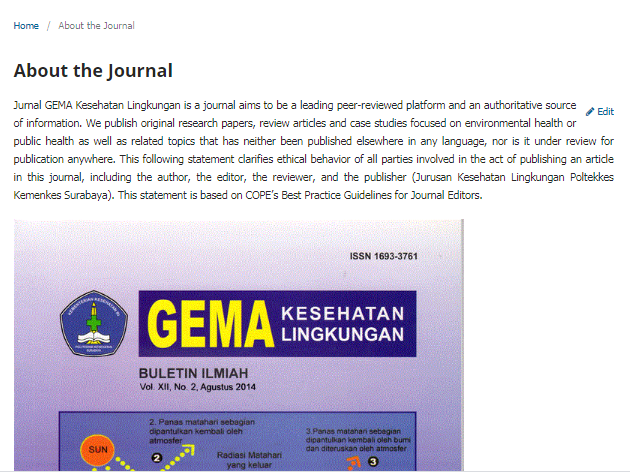 Home / About the Journal
About the Journal
Jurnal GEMA Kesehatan Lingkungan is a journal aims to be a leading peer-reviewed platform and an authoritative source
Edit
of information. We publish original research papers, review articles and case studies focused on environmental health or
public health as well as related topics that has neither been published elsewhere in any language, nor is it under review for
publication anywhere. This following statement clarifies ethical behavior of all parties involved in the act of publishing an article
in this journal, including the author, the editor, the reviewer, and the publisher (Jurusan Kesehatan Lingkungan Poltekkes
Kemenkes Surabaya). This statement is based on COPE's Best Practice Guidelines for Journal Editors.
ISSN 1693-3761
GEMA
KESEHATAN
LINGKUNGAN
BULETIN ILMIAH
Vol. XII, No. 2, Agustus 2014
2. Panas matahari sebagian
dipantulkan kembali oleh
atmosfer
3.Panas matahari sebagian
dipantulkan kembali oleh bumi
dan diteruskan oleh atmosfer
SUN
2
Radiasi Matahari
yang keluar
3